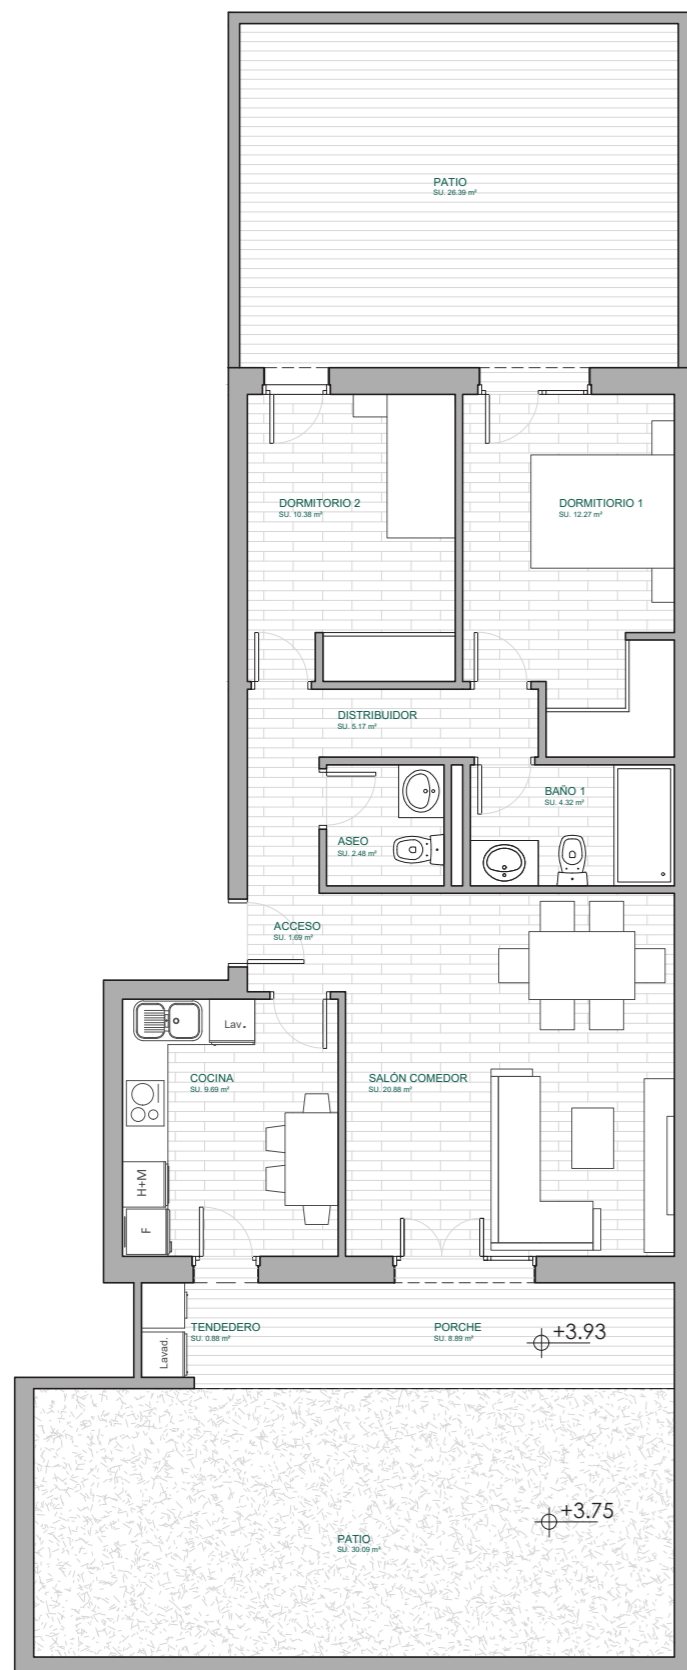 PATIO
SU. 26.39 m²
DORMITORIO 2
SU. 10.38 m²
DORMITIORIO 1
SU. 12.27 m²
DISTRIBUIDOR
SU. 5.17 m²
BAÑO 1
SU. 4.32 m²
ASEO
SU. 2.48 m²
ACCESO
SU. 1.69 m²
Lav.
COCINA
SU. 9.69 m²
SALÓN COMEDOR
SU. 20.88 m²
H+M
F
TENDEDERO
SU. 0.88 m²
PORCHE
SU. 8.89 m²
+3.93
Lavad.
+3.75
PATIO
SU. 30.09 m²